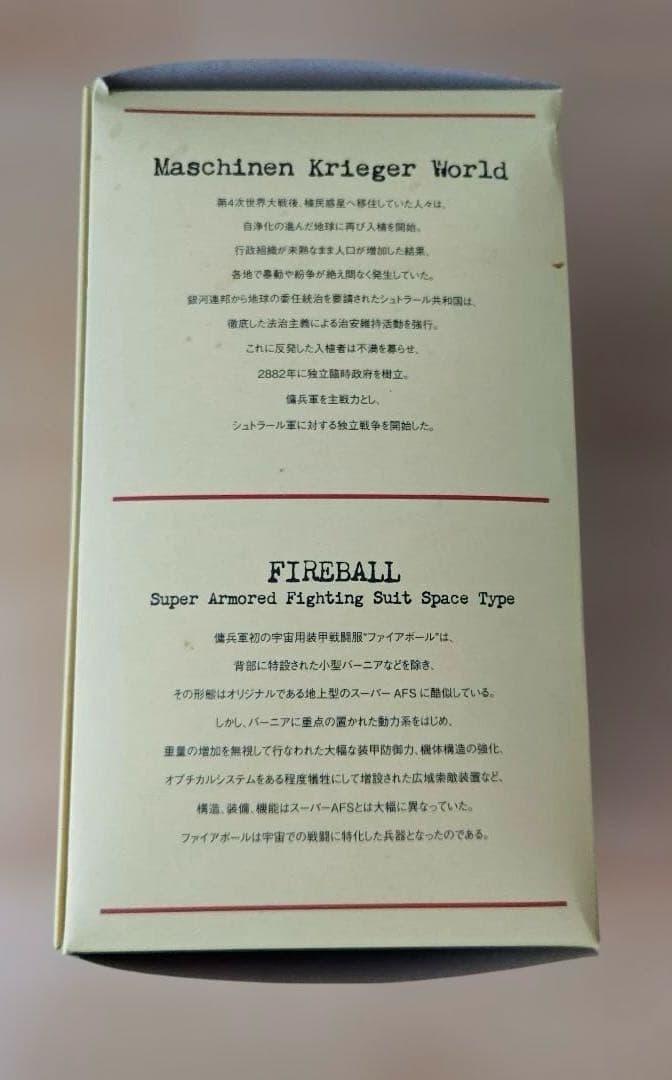 Maschinen Krieger World
第4次世界大戦後、植民惑星へ移住していた人々は、
自浄化の進んだ地球に再び入植を開始。
行政組織が未熟なまま人口が増加した結果、
各地で暴動や紛争が絶え間なく発生していた。
銀河連邦から地球の委任統治を要請されたシュトラール共和国は、
徹底した法治主義による治安維持活動を強行。
これに反発した入植者は不満を募らせ、
2882年に独立臨時政府を樹立。
傭兵軍を主戦力とし、
シュトラール軍に対する独立戦争を開始した。
FIREBALL
Super Armored Fighting Suit Space Type
傭兵軍初の宇宙用装甲戦闘服"ファイアボール"は、
背部に特設された小型バーニアなどを除き、
その形態はオリジナルである地上型のスーパー AFS に酷似している。
しかし、バーニアに重点の置かれた動力系をはじめ、
重量の増加を無視して行なわれた大幅な装甲防御力、機体構造の強化、
オプチカルシステムをある程度犠牲にして増設された広域索敵装置など、
構造、装備、機能はスーパーAFSとは大幅に異なっていた。
ファイアボールは宇宙での戦闘に特化した兵器となったのである。